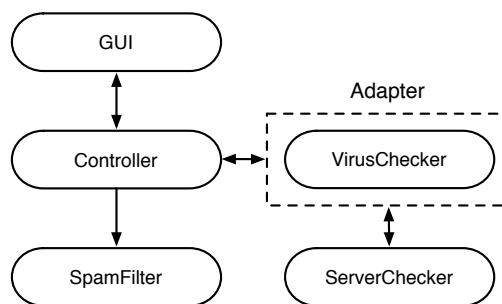 GUI
Adapter
Controller
VirusChecker
SpamFilter
ServerChecker